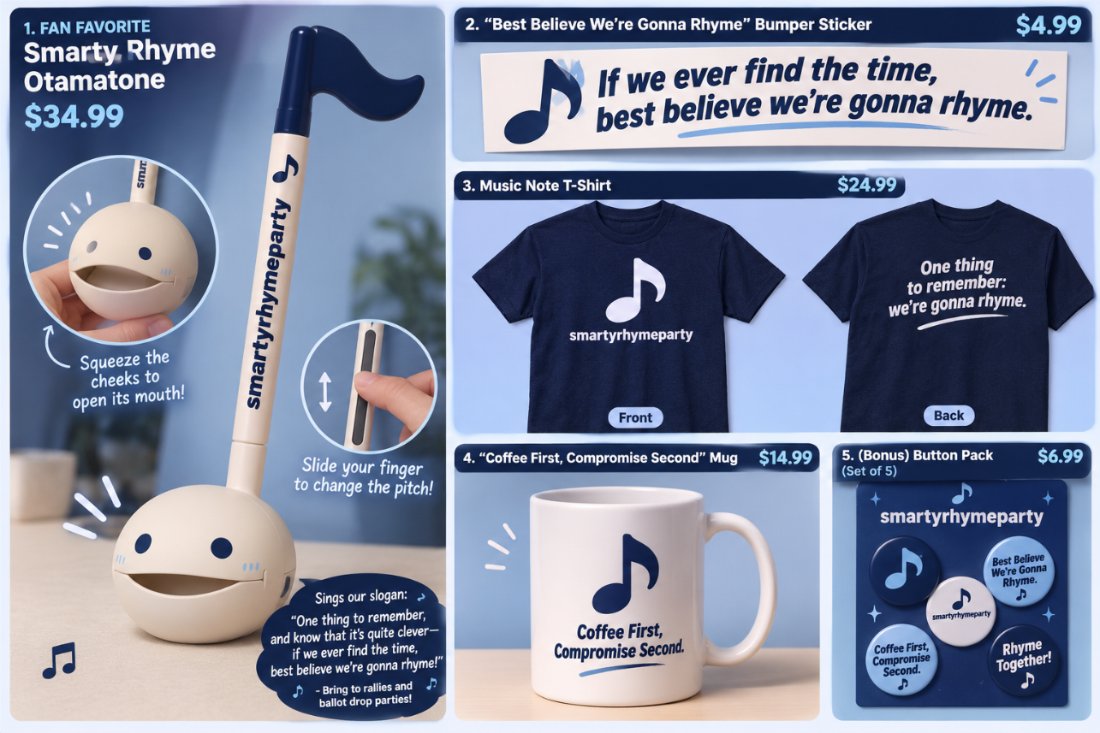 1. FAN FAVORITE
Smarty Rhyme
Otamatone
$34.99
smartyrhymeparty
Squeeze the
cheeks to
open its mouth!
Slide your finger
to change the pitch!
Sings our slogan:
"One thing to remember,
and know that it's quite clever—
if we ever find the time,
best believe we're gonna rhyme!"
- Bring to rallies and
ballot drop parties!
2. "Best Believe We're Gonna Rhyme" Bumper Sticker
$4.99
If we ever find the time,
best believe we're gonna rhyme.
3. Music Note T-Shirt
$24.99
smartyrhymeparty
Front
One thing
to remember:
we're gonna rhyme.
Back
4. "Coffee First, Compromise Second" Mug
$14.99
Coffee First,
Compromise Second.
5. (Bonus) Button Pack
(Set of 5)
$6.99
smartyrhymeparty
Best Believe
We're Gonna
Rhyme.
smartyrhymeparty
Coffee First,
Compromise
Second.
Rhyme
Together!